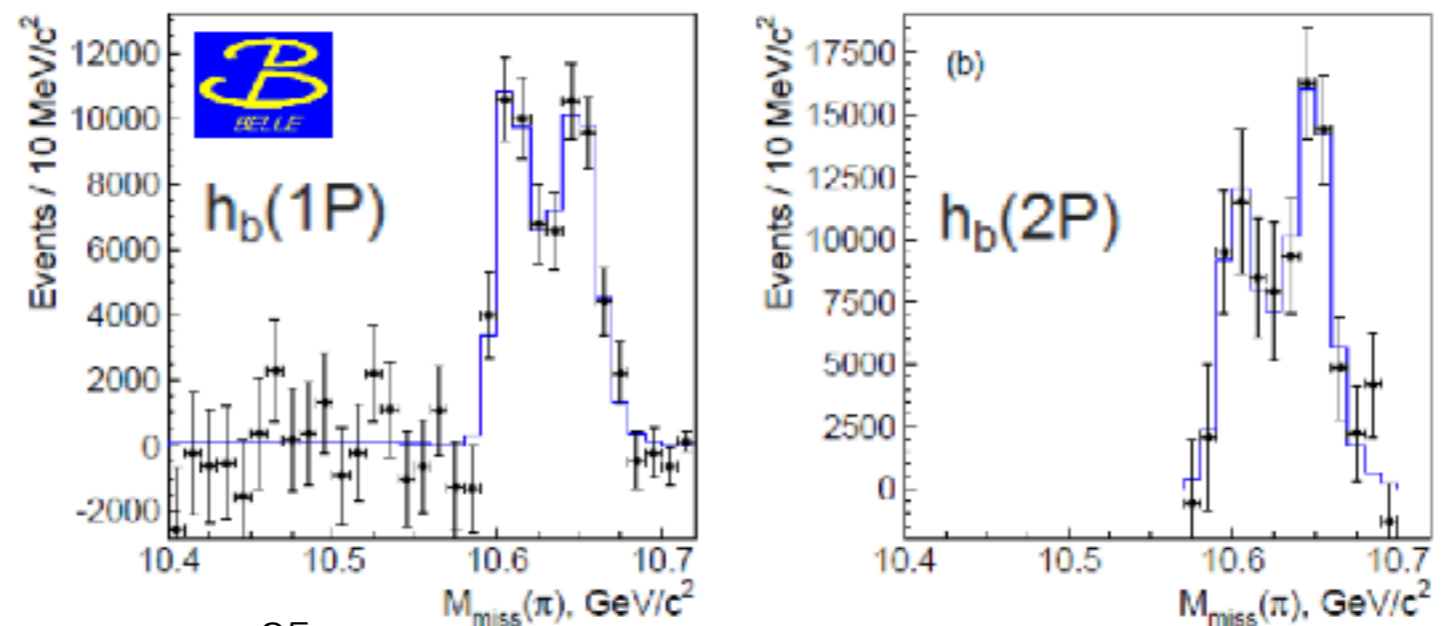 Events / 10 MeV/c²
12000
10000
8000
6000
4000
2000
0
-2000
BELLE
h_b(1P)
10.4 10.5 10.6 10.7
M_miss(π), GeV/c²
Events / 10 MeV/c²
17500
15000
12500
10000
7500
5000
2500
0
(b)
h_b(2P)
10.4 10.5 10.6 10.7
M_miss(π), GeV/c²